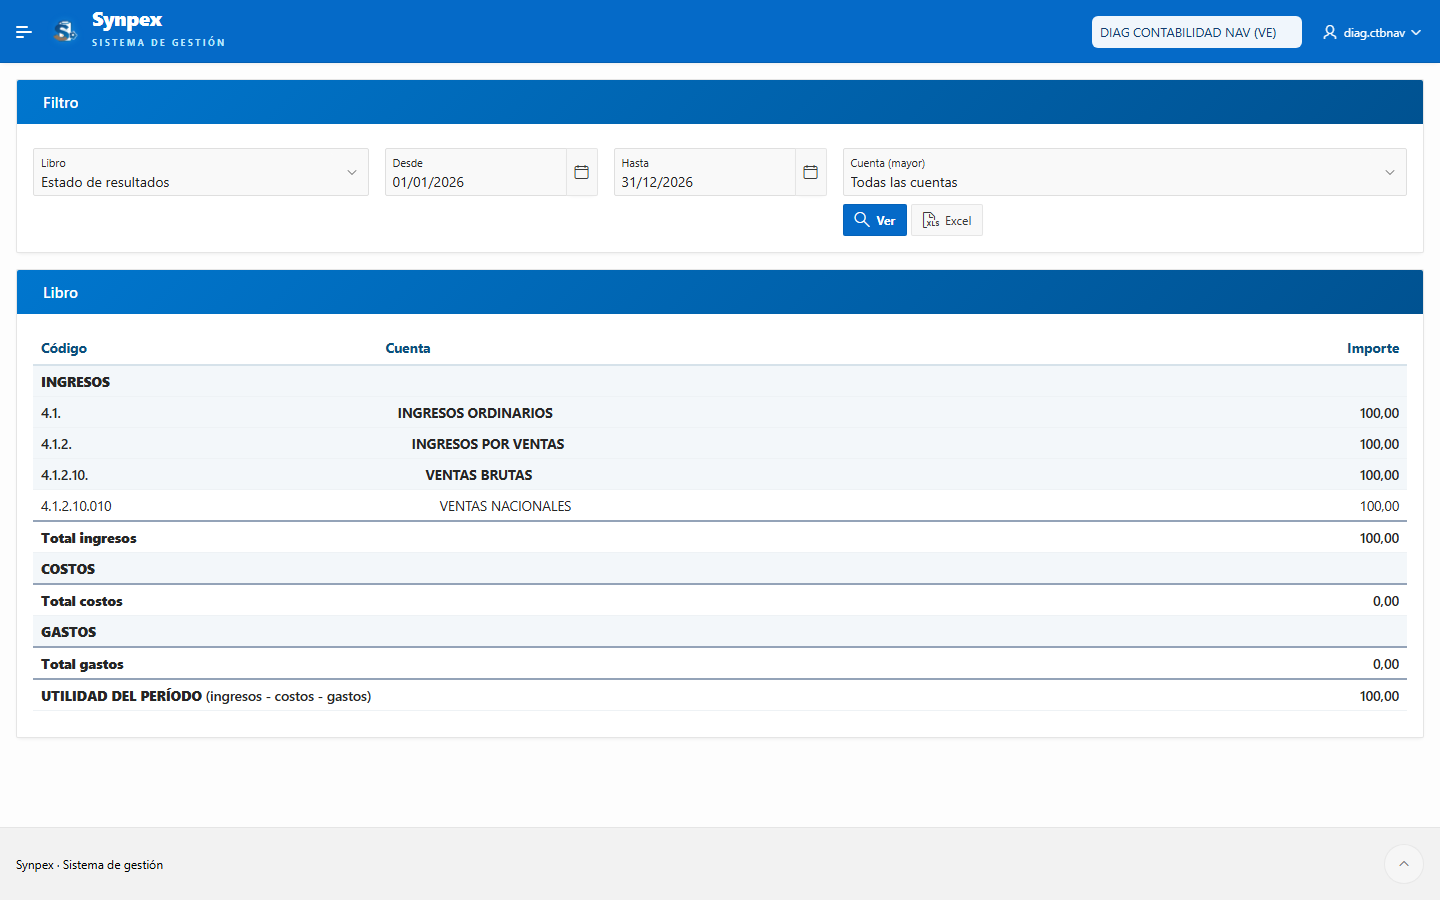 Synpex
SISTEMA DE GESTIÓN
DIAG CONTABILIDAD NAV (VE)
diag.ctbnav
Filtro
Libro
Estado de resultados
Desde
01/01/2026
Hasta
31/12/2026
Cuenta (mayor)
Todas las cuentas
Ver
XLS Excel
Libro
Código Cuenta Importe
INGRESOS
4.1. INGRESOS ORDINARIOS 100,00
4.1.2. INGRESOS POR VENTAS 100,00
4.1.2.10. VENTAS BRUTAS 100,00
4.1.2.10.010 VENTAS NACIONALES 100,00
Total ingresos 100,00
COSTOS
Total costos 0,00
GASTOS
Total gastos 0,00
UTILIDAD DEL PERÍODO (ingresos - costos - gastos) 100,00
Synpex · Sistema de gestión